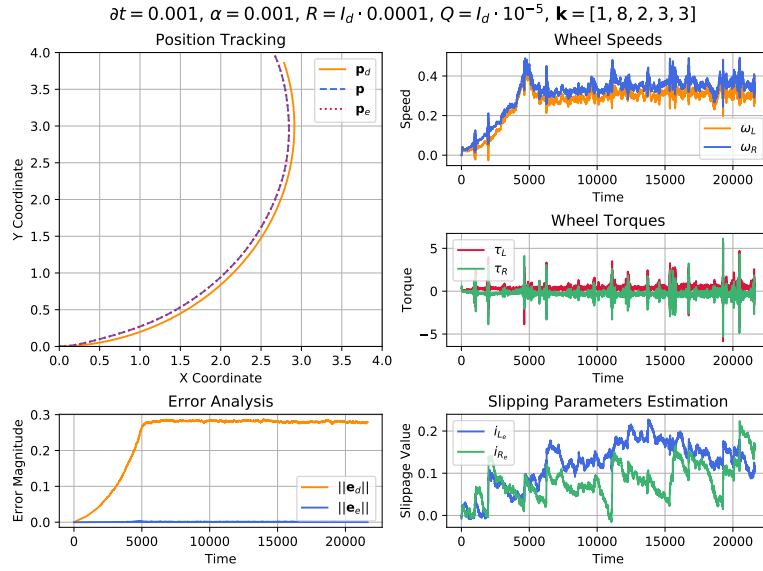 ∂t = 0.001, α = 0.001, R = I_d · 0.0001, Q = I_d · 10⁻⁵, k = [1, 8, 2, 3, 3]
Position Tracking
4.0
3.5
3.0
2.5
2.0
1.5
1.0
0.5
0.0
Y Coordinate
p_d
p
p_e
0.0 0.5 1.0 1.5 2.0 2.5 3.0 3.5 4.0
X Coordinate
Wheel Speeds
0.4
0.2
0.0
Speed
ω_L
ω_R
0 5000 10000 15000 20000
Time
Wheel Torques
5
0
−5
Torque
τ_L
τ_R
0 5000 10000 15000 20000
Time
Error Analysis
0.3
0.2
0.1
0.0
Error Magnitude
||e_d||
||e_e||
0 5000 10000 15000 20000
Time
Slipping Parameters Estimation
0.2
0.1
0.0
Slippage Value
i_{L_e}
i_{R_e}
0 5000 10000 15000 20000
Time